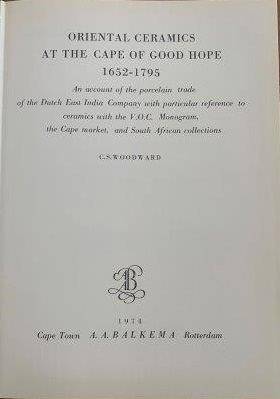 ORIENTAL CERAMICS
AT THE CAPE OF GOOD HOPE
1652-1795
An account of the porcelain trade
of the Dutch East India Company with particular reference to
ceramics with the V.O.C. Monogram,
the Cape market, and South African collections
C.S.WOODWARD
AB
1974
Cape Town A.A.BALKEMA Rotterdam